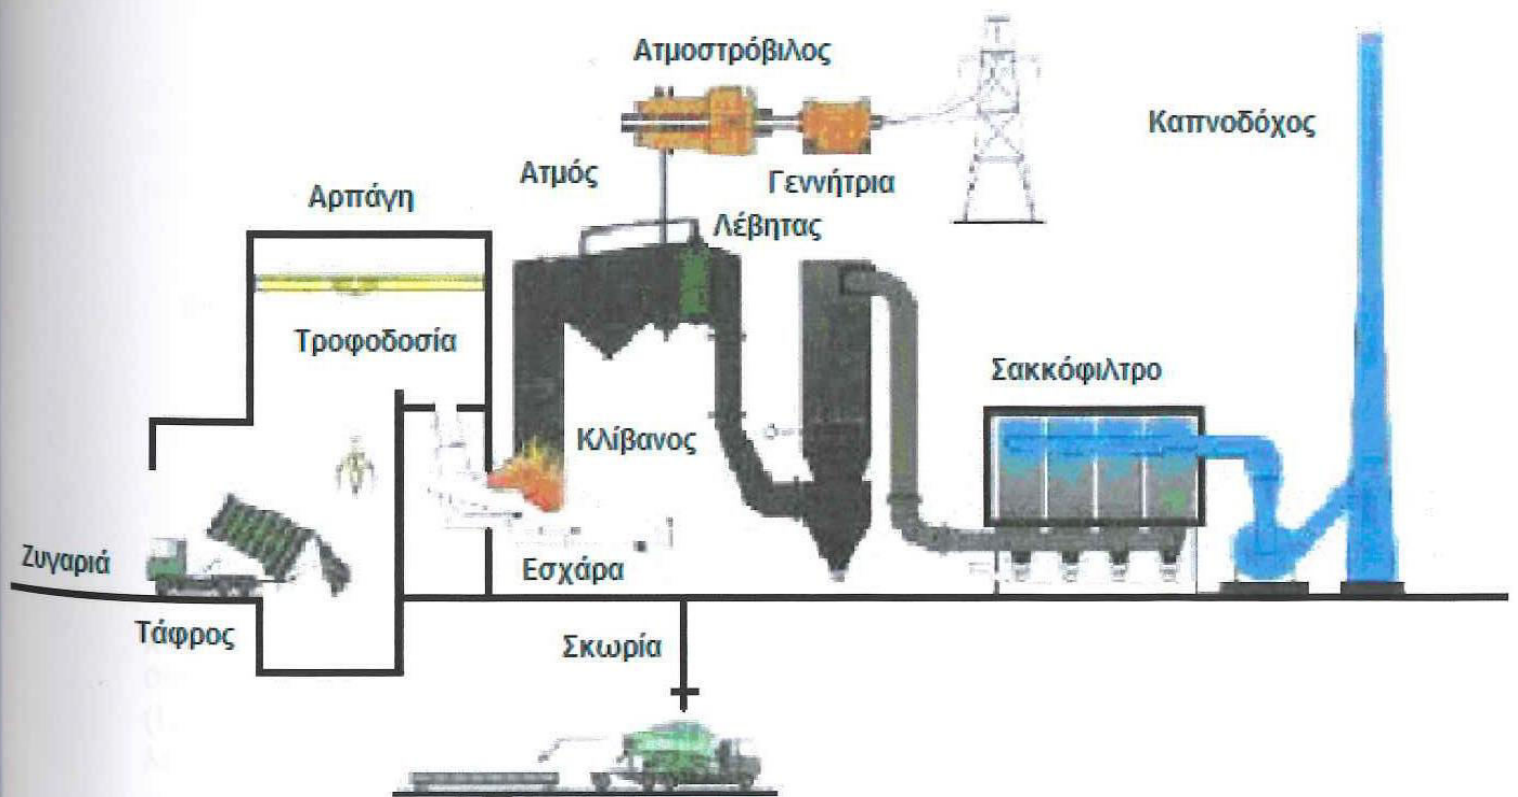 Ατμοστρόβιλος
Καπνοδόχος
Ατμός
Γεννήτρια
Αρπάγη
Λέβητας
Τροφοδοσία
Σακκόφιλτρο
Κλίβανος
Ζυγαριά
Εσχάρα
Τάφρος
Σκωρία